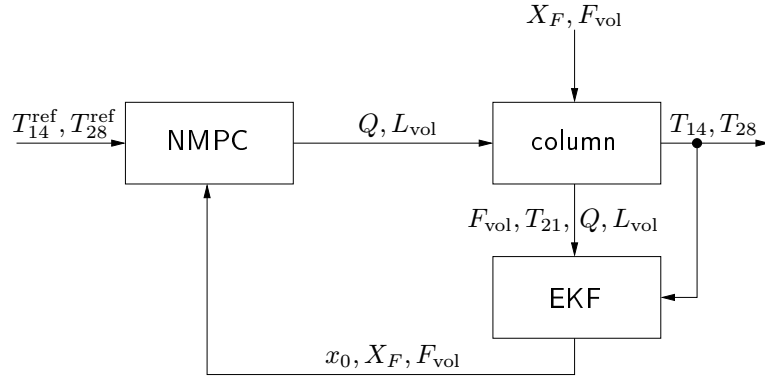 X_F, F_vol
T_14^ref, T_28^ref
NMPC
Q, L_vol
column
T_14, T_28
F_vol, T_21, Q, L_vol
EKF
x_0, X_F, F_vol